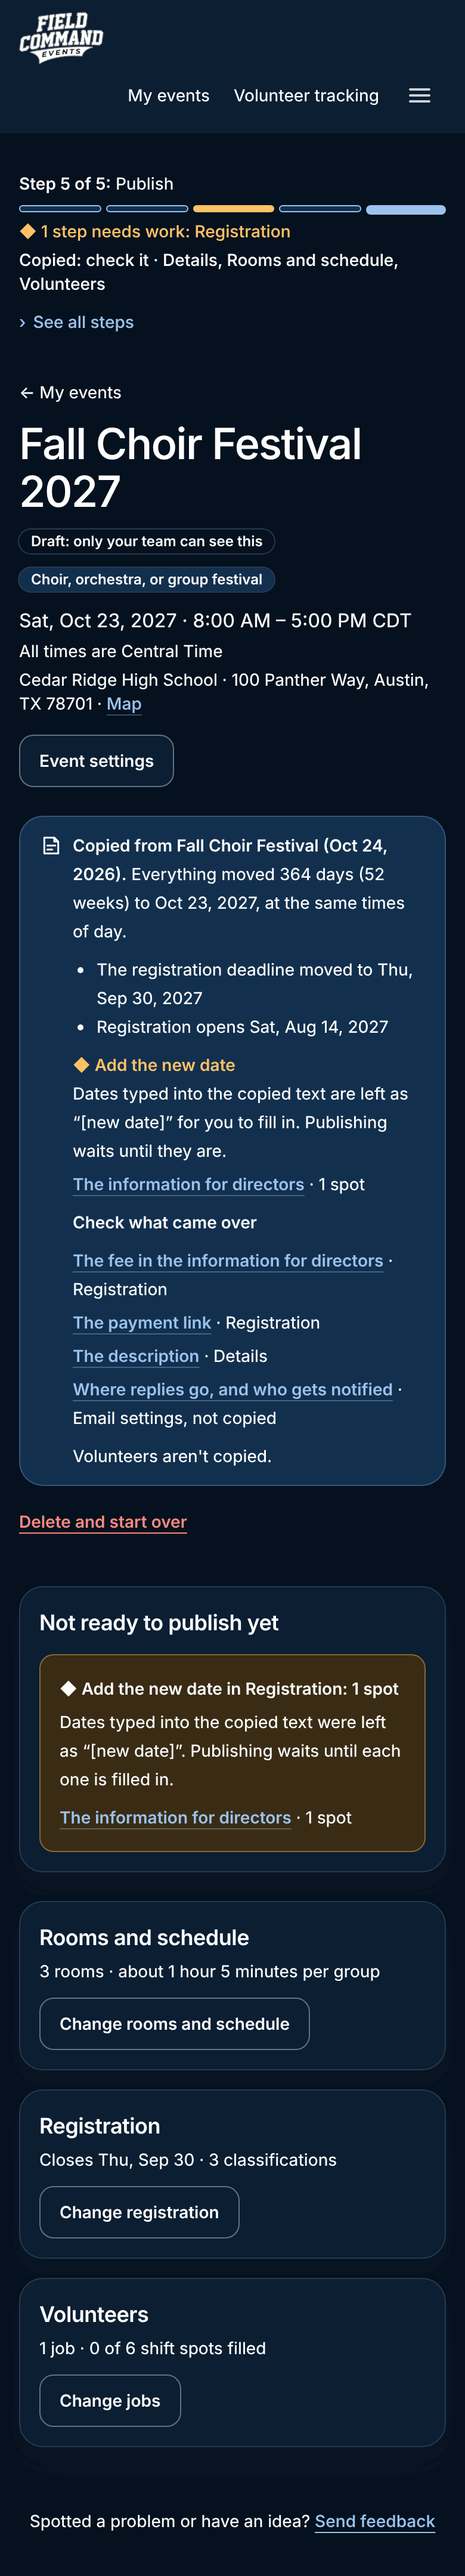 FIELD
COMMAND
EVENTS
My events Volunteer tracking
Step 5 of 5: Publish
◆ 1 step needs work: Registration
Copied: check it · Details, Rooms and schedule,
Volunteers
› See all steps
← My events
Fall Choir Festival
2027
Draft: only your team can see this
Choir, orchestra, or group festival
Sat, Oct 23, 2027 · 8:00 AM – 5:00 PM CDT
All times are Central Time
Cedar Ridge High School · 100 Panther Way, Austin,
TX 78701 · Map
Event settings
Copied from Fall Choir Festival (Oct 24,
2026). Everything moved 364 days (52
weeks) to Oct 23, 2027, at the same times
of day.
• The registration deadline moved to Thu,
Sep 30, 2027
• Registration opens Sat, Aug 14, 2027
◆ Add the new date
Dates typed into the copied text are left as
“[new date]” for you to fill in. Publishing
waits until they are.
The information for directors · 1 spot
Check what came over
The fee in the information for directors ·
Registration
The payment link · Registration
The description · Details
Where replies go, and who gets notified ·
Email settings, not copied
Volunteers aren't copied.
Delete and start over
Not ready to publish yet
◆ Add the new date in Registration: 1 spot
Dates typed into the copied text were left
as “[new date]”. Publishing waits until each
one is filled in.
The information for directors · 1 spot
Rooms and schedule
3 rooms · about 1 hour 5 minutes per group
Change rooms and schedule
Registration
Closes Thu, Sep 30 · 3 classifications
Change registration
Volunteers
1 job · 0 of 6 shift spots filled
Change jobs
Spotted a problem or have an idea? Send feedback